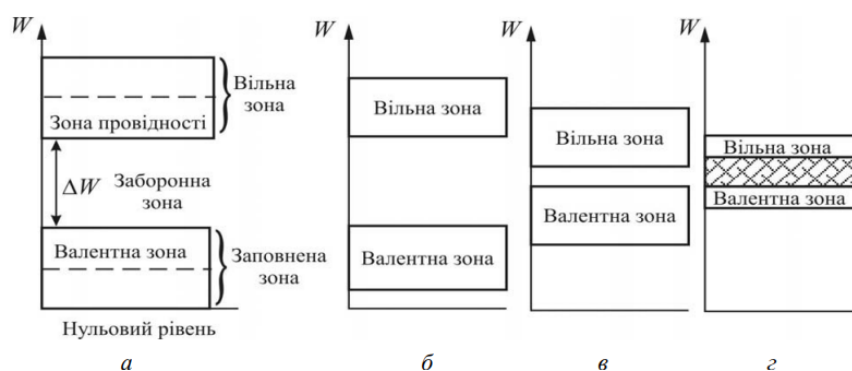 W
Вільна
зона
Зона провідності
ΔW
Заборонна
зона
Валентна зона
Заповнена
зона
Нульовий рівень
а
W
Вільна зона
Валентна зона
б
W
Вільна зона
Валентна зона
в
W
Вільна зона
Валентна зона
г